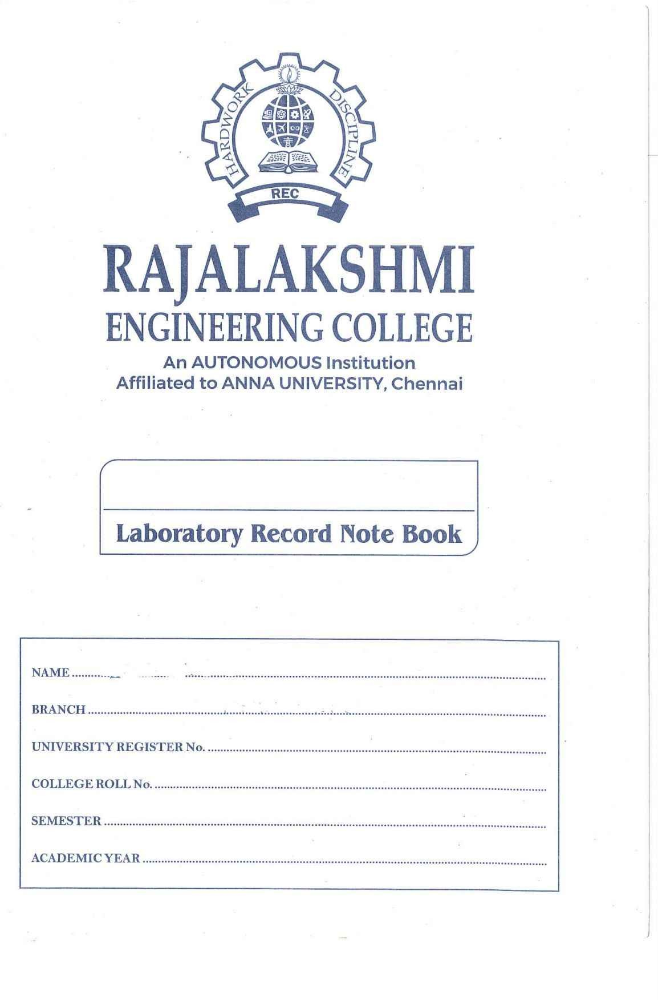 HARDWORK
DISCIPLINE
REC
RAJALAKSHMI
ENGINEERING COLLEGE
An AUTONOMOUS Institution
Affiliated to ANNA UNIVERSITY, Chennai
Laboratory Record Note Book
NAME
BRANCH
UNIVERSITY REGISTER No.
COLLEGE ROLL No.
SEMESTER
ACADEMIC YEAR